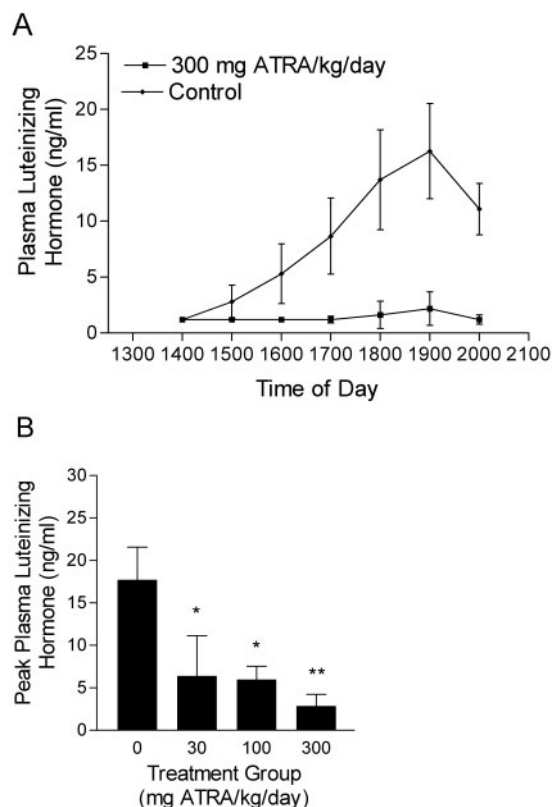 A
300 mg ATRA/kg/day
Control
Plasma Luteinizing
Hormone (ng/ml)
25
20
15
10
5
0
1300 1400 1500 1600 1700 1800 1900 2000 2100
Time of Day
B
Peak Plasma Luteinizing
Hormone (ng/ml)
30
25
20
15
10
5
0
*
*
**
0 30 100 300
Treatment Group
(mg ATRA/kg/day)